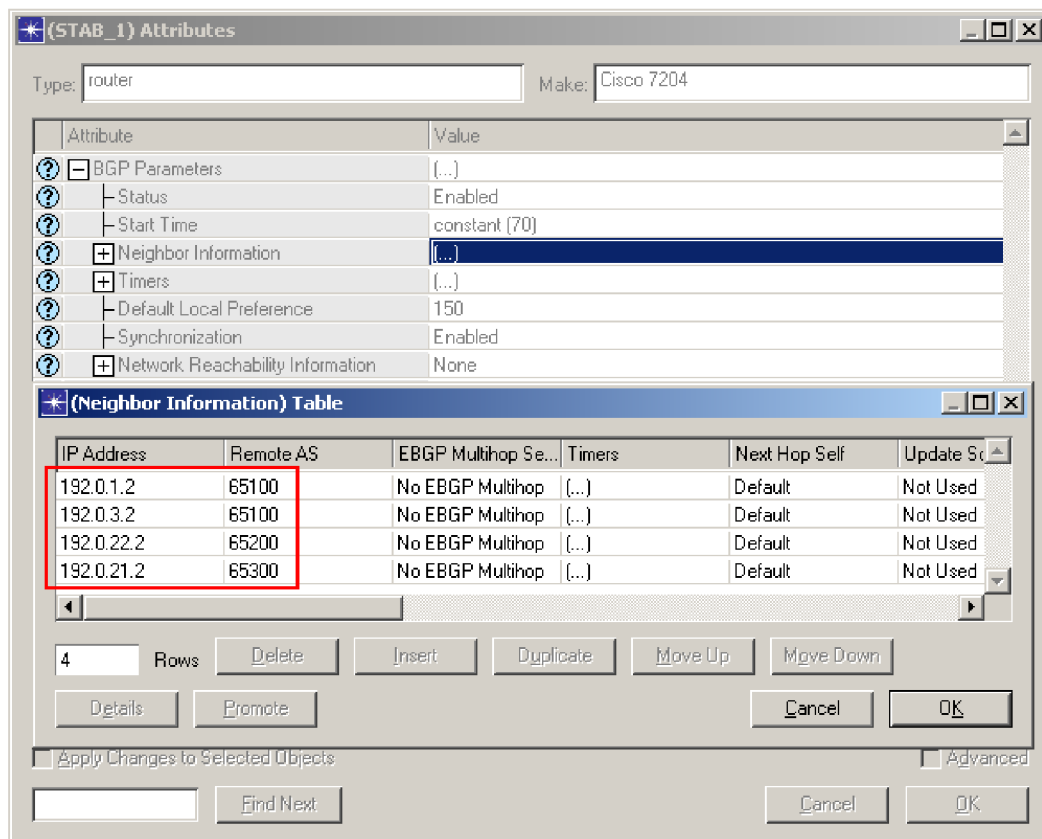 (STAB_1) Attributes
Type: router Make: Cisco 7204
Attribute Value
BGP Parameters (...)
Status Enabled
Start Time constant (70)
Neighbor Information (...)
Timers (...)
Default Local Preference 150
Synchronization Enabled
Network Reachability Information None
(Neighbor Information) Table
IP Address Remote AS EBGP Multihop Se... Timers Next Hop Self Update So
192.0.1.2 65100 No EBGP Multihop (...) Default Not Used
192.0.3.2 65100 No EBGP Multihop (...) Default Not Used
192.0.22.2 65200 No EBGP Multihop (...) Default Not Used
192.0.21.2 65300 No EBGP Multihop (...) Default Not Used
4 Rows Delete Insert Duplicate Move Up Move Down
Details Promote Cancel OK
Apply Changes to Selected Objects Advanced
Find Next Cancel OK